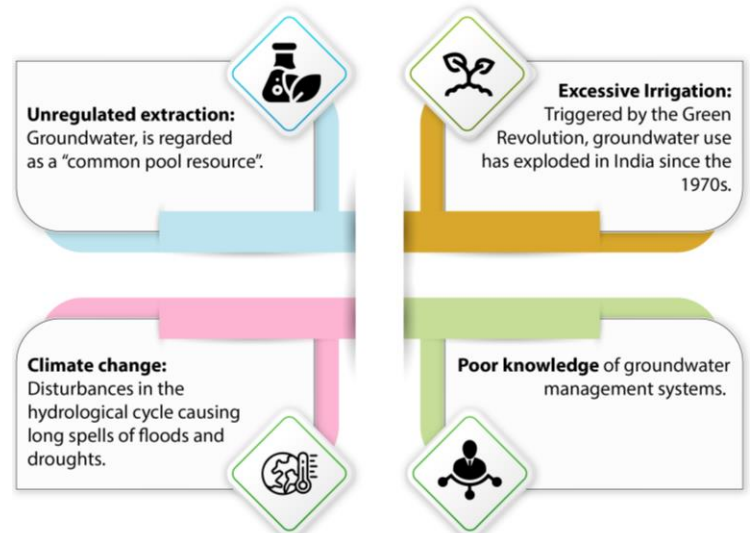 Unregulated extraction:
Groundwater, is regarded
as a “common pool resource”.
Excessive Irrigation:
Triggered by the Green
Revolution, groundwater use
has exploded in India since the
1970s.
Climate change:
Disturbances in the
hydrological cycle causing
long spells of floods and
droughts.
Poor knowledge of groundwater
management systems.